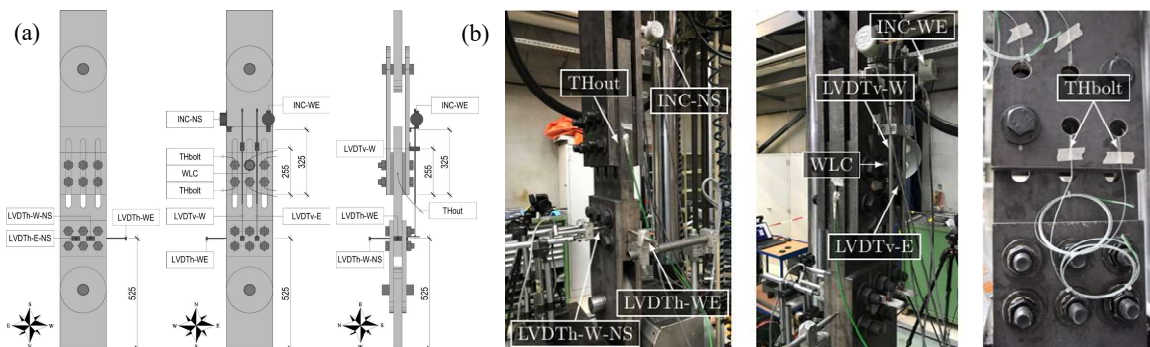 (a)
INC-NS
INC-WE
THbolt
WLC
THbolt
LVDTv-W
LVDTv-E
LVDTh-WE
LVDTh-W-NS
LVDTh-E-NS
LVDTh-WE
255
325
525
525
S
E W
N
N
W E
S
INC-WE
LVDTv-W
255
325
THout
LVDTh-WE
LVDTh-W-NS
525
(b)
THout
INC-NS
LVDTh-WE
LVDTh-W-NS
INC-WE
LVDTv-W
WLC
LVDTv-E
THbolt